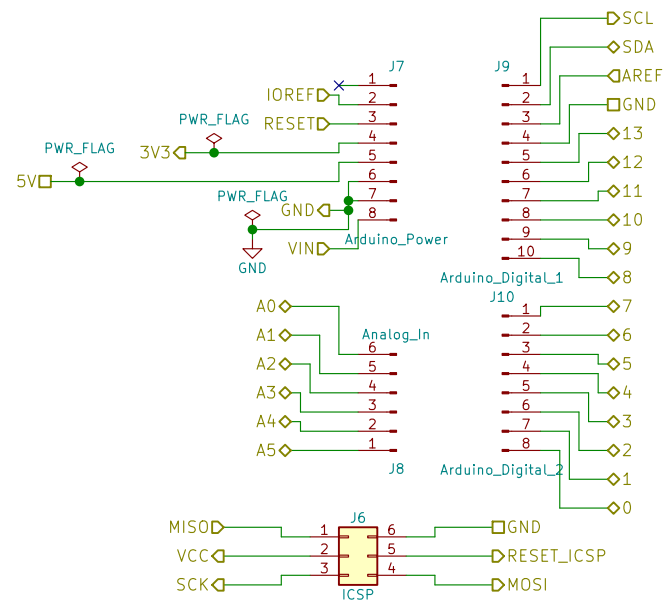 SCL
J7
J9
SDA
1
1
AREF
IOREF
2
2
GND
PWR_FLAG
RESET
3
3
13
PWR_FLAG
3V3
4
4
12
5V
5
5
11
PWR_FLAG
6
6
GND
7
7
10
8
8
VIN
Arduino_Power
9
9
GND
10
8
Arduino_Digital_1
J10
A0
1
7
A1
Analog_In
2
6
6
3
A2
5
5
4
4
4
A3
3
5
3
A4
2
6
2
A5
1
7
J8
8
Arduino_Digital_2
1
0
J6
MISO
1
6
GND
VCC
2
5
RESET_ICSP
SCK
3
4
MOSI
ICSP